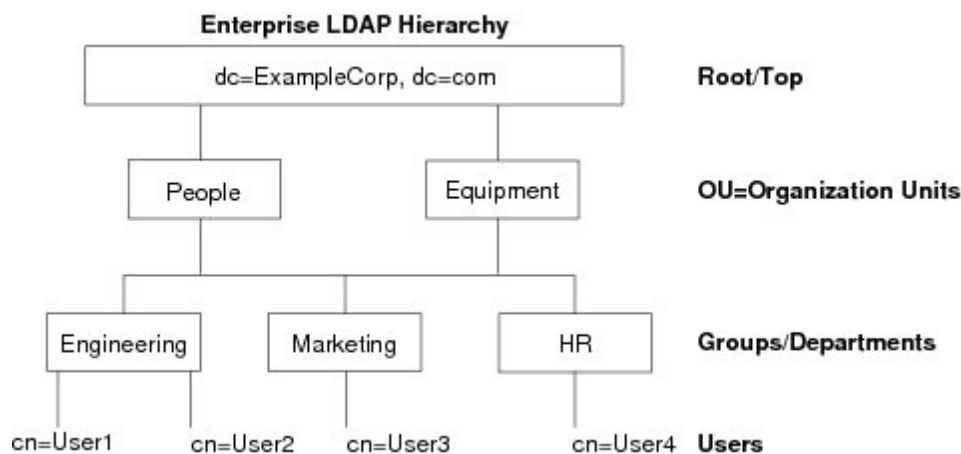 Enterprise LDAP Hierarchy
dc=ExampleCorp, dc=com
Root/Top
People
Equipment
OU=Organization Units
Engineering
Marketing
HR
Groups/Departments
cn=User1
cn=User2
cn=User3
cn=User4
Users